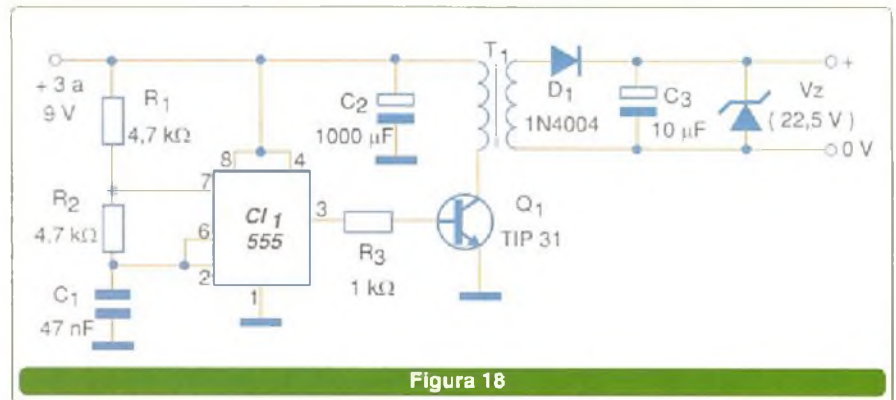 + 3 a
9 V
R1
4,7 kΩ
R2
4.7 kΩ
C1
47 nF
8
4
7
6
2
3
1
CI 1
555
R3
1 kΩ
C2
1000 µF
T1
Q1
TIP 31
D1
1N4004
C3
10 µF
+
Vz
( 22,5 V )
0 V
Figura 18